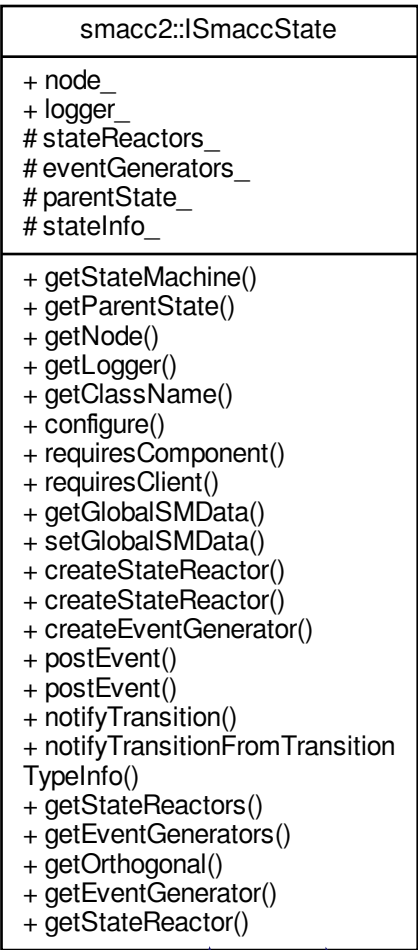 smacc2::ISmaccState
+ node_
+ logger_
# stateReactors_
# eventGenerators_
# parentState_
# stateInfo_
+ getStateMachine()
+ getParentState()
+ getNode()
+ getLogger()
+ getClassName()
+ configure()
+ requiresComponent()
+ requiresClient()
+ getGlobalSMData()
+ setGlobalSMData()
+ createStateReactor()
+ createStateReactor()
+ createEventGenerator()
+ postEvent()
+ postEvent()
+ notifyTransition()
+ notifyTransitionFromTransition
TypeInfo()
+ getStateReactors()
+ getEventGenerators()
+ getOrthogonal()
+ getEventGenerator()
+ getStateReactor()